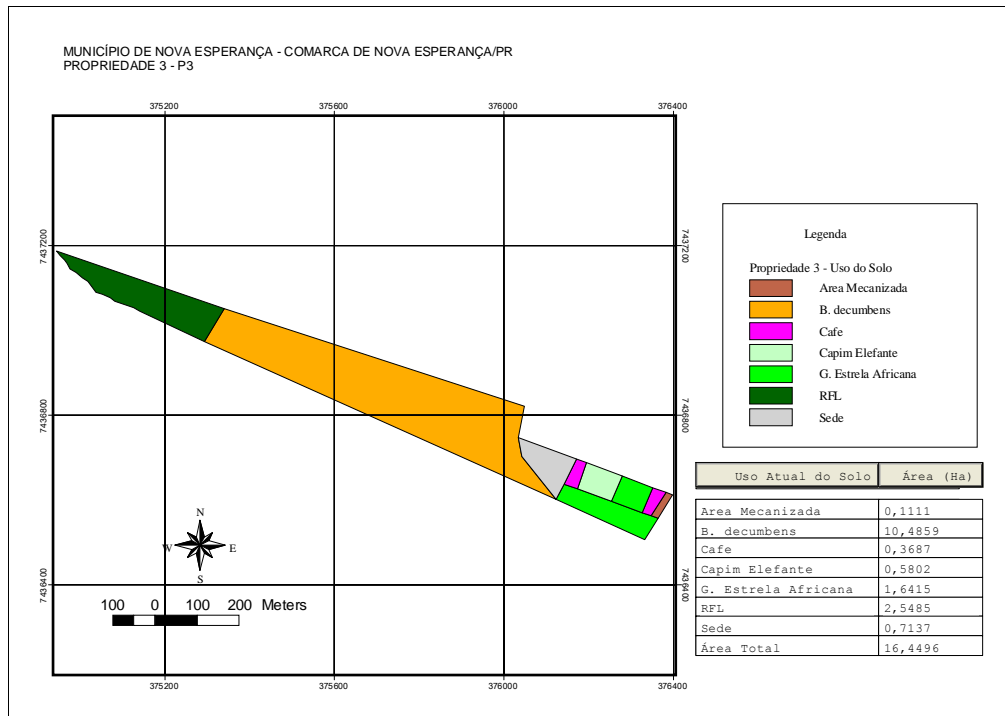 MUNICÍPIO DE NOVA ESPERANÇA - COMARCA DE NOVA ESPERANÇA/PR
PROPRIEDADE 3 - P3
375200 375600 376000 376400
7437200 7437200
7436800 7436800
7436400 7436400
375200 375600 376000 376400
N
W E
S
100 0 100 200 Meters
Legenda
Propriedade 3 - Uso do Solo
Area Mecanizada
B. decumbens
Cafe
Capim Elefante
G. Estrela Africana
RFL
Sede
Uso Atual do Solo Área (Ha)
Area Mecanizada 0,1111
B. decumbens 10,4859
Cafe 0,3687
Capim Elefante 0,5802
G. Estrela Africana 1,6415
RFL 2,5485
Sede 0,7137
Área Total 16,4496